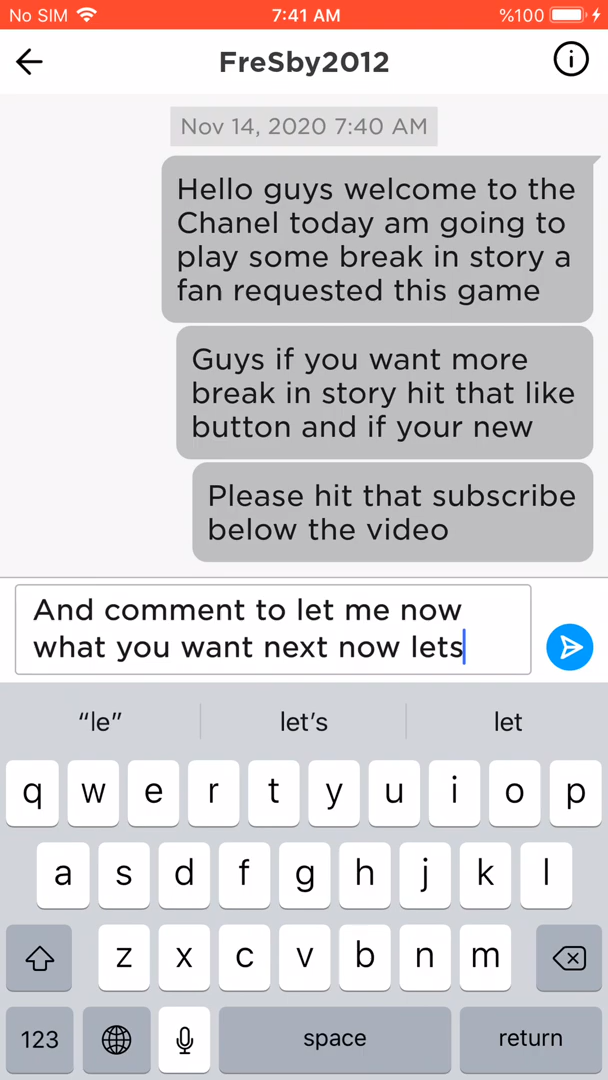 No SIM 7:41 AM %100
FreSby2012
Nov 14, 2020 7:40 AM
Hello guys welcome to the
Chanel today am going to
play some break in story a
fan requested this game
Guys if you want more
break in story hit that like
button and if your new
Please hit that subscribe
below the video
And comment to let me now
what you want next now lets
“le” let’s let
q w e r t y u i o p
a s d f g h j k l
z x c v b n m
123 space return